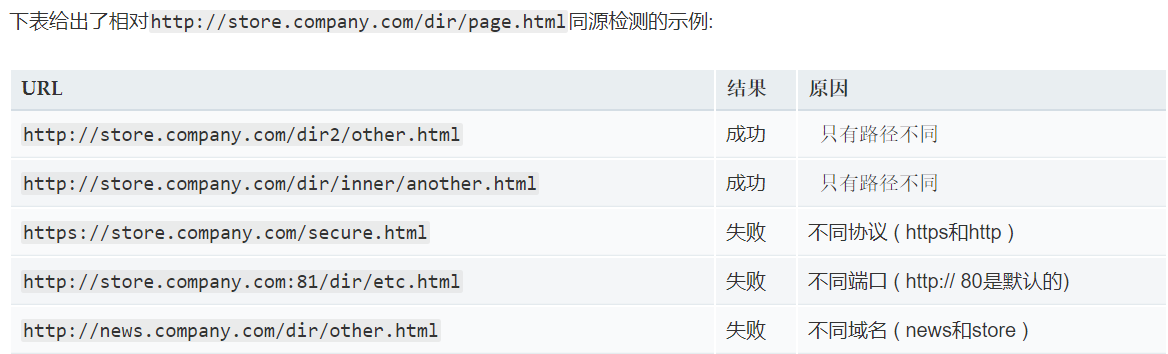 下表给出了相对http://store.company.com/dir/page.html同源检测的示例:
URL 结果 原因
http://store.company.com/dir2/other.html 成功 只有路径不同
http://store.company.com/dir/inner/another.html 成功 只有路径不同
https://store.company.com/secure.html 失败 不同协议 ( https和http )
http://store.company.com:81/dir/etc.html 失败 不同端口 ( http:// 80是默认的)
http://news.company.com/dir/other.html 失败 不同域名 ( news和store )